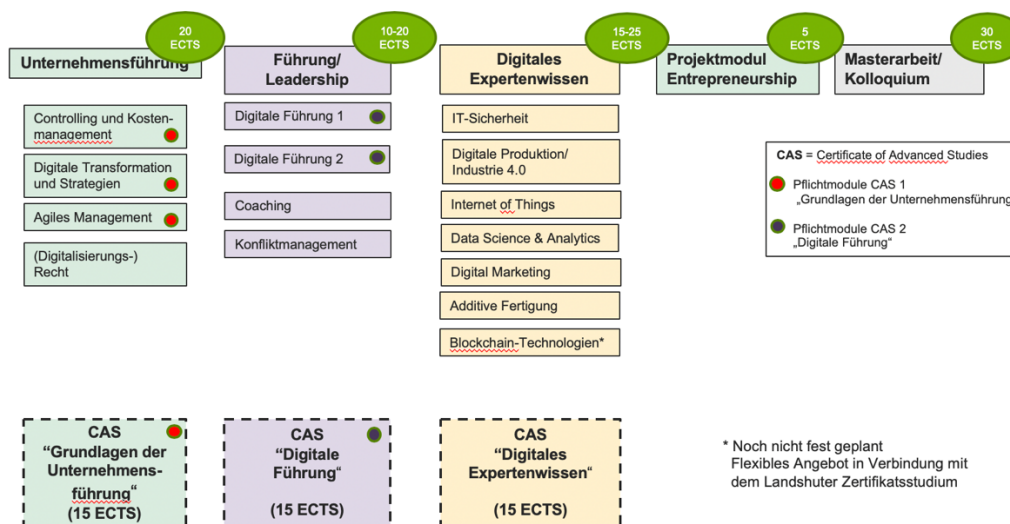 20
ECTS
Unternehmensführung
10-20
ECTS
Führung/
Leadership
15-25
ECTS
Digitales
Expertenwissen
5
ECTS
Projektmodul
Entrepreneurship
30
ECTS
Masterarbeit/
Kolloquium
Controlling und Kosten-
management
Digitale Transformation
und Strategien
Agiles Management
(Digitalisierungs-)
Recht
Digitale Führung 1
Digitale Führung 2
Coaching
Konfliktmanagement
IT-Sicherheit
Digitale Produktion/
Industrie 4.0
Internet of Things
Data Science & Analytics
Digital Marketing
Additive Fertigung
Blockchain-Technologien*
CAS = Certificate of Advanced Studies
Pflichtmodule CAS 1
„Grundlagen der Unternehmensführung
Pflichtmodule CAS 2
„Digitale Führung“
CAS
“Grundlagen der
Unternehmens-
führung“
(15 ECTS)
CAS
“Digitale
Führung“
(15 ECTS)
CAS
“Digitales
Expertenwissen“
(15 ECTS)
* Noch nicht fest geplant
Flexibles Angebot in Verbindung mit
dem Landshuter Zertifikatsstudium